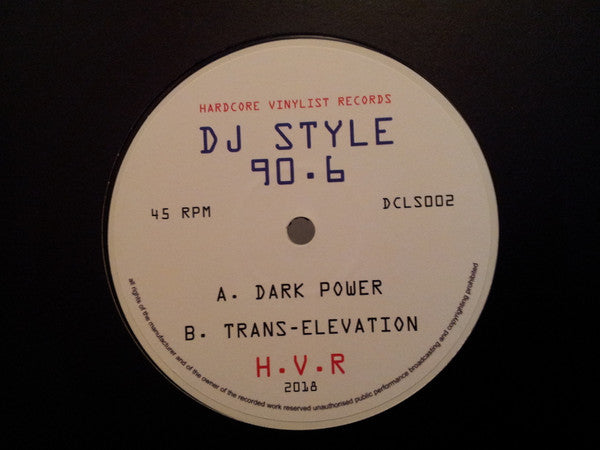 HARDCORE VINYLIST RECORDS
DJ STYLE
90.6
45 RPM
DCLS002
A. DARK POWER
B. TRANS-ELEVATION
H.V.R
2018
all rights of the manufacturer and of the owner of the recorded work reserved unauthorised public performance broadcasting and copyrighting prohibited